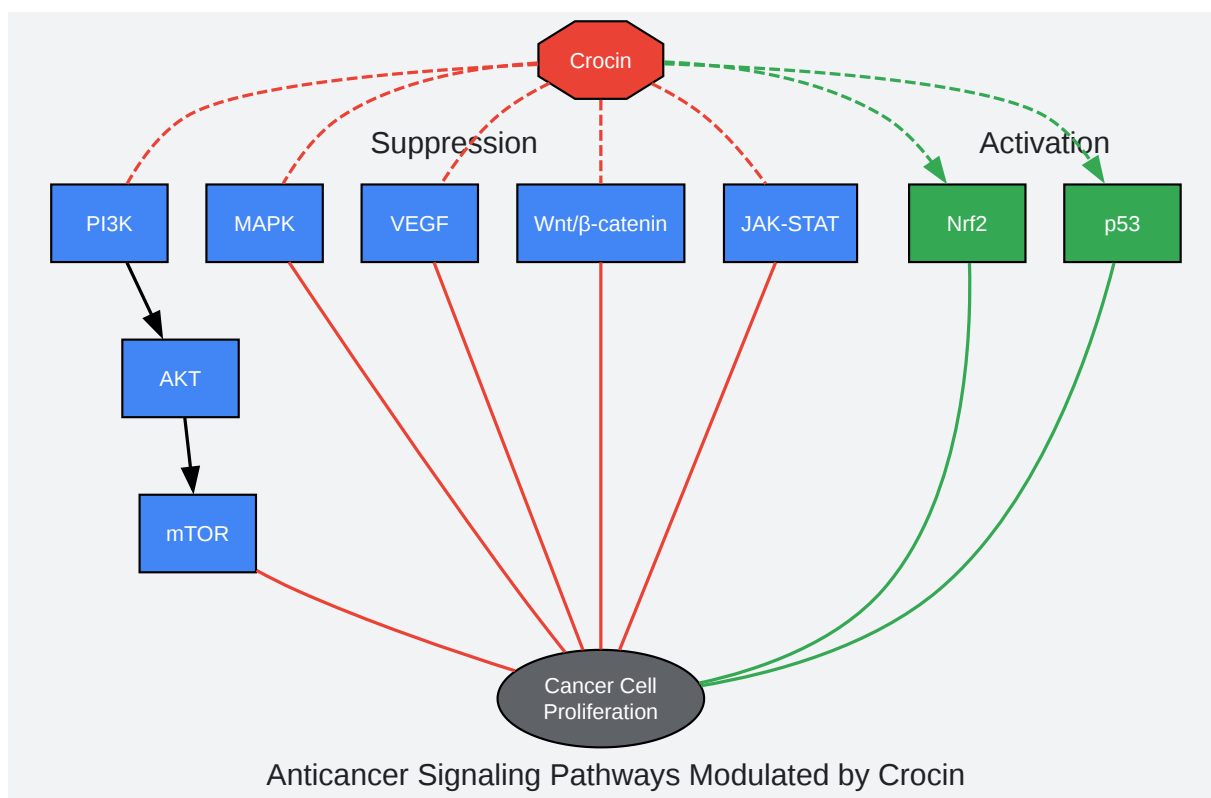 Crocin
Suppression
Activation
PI3K
MAPK
VEGF
Wnt/β-catenin
JAK-STAT
Nrf2
p53
AKT
mTOR
Cancer Cell
Proliferation
Anticancer Signaling Pathways Modulated by Crocin